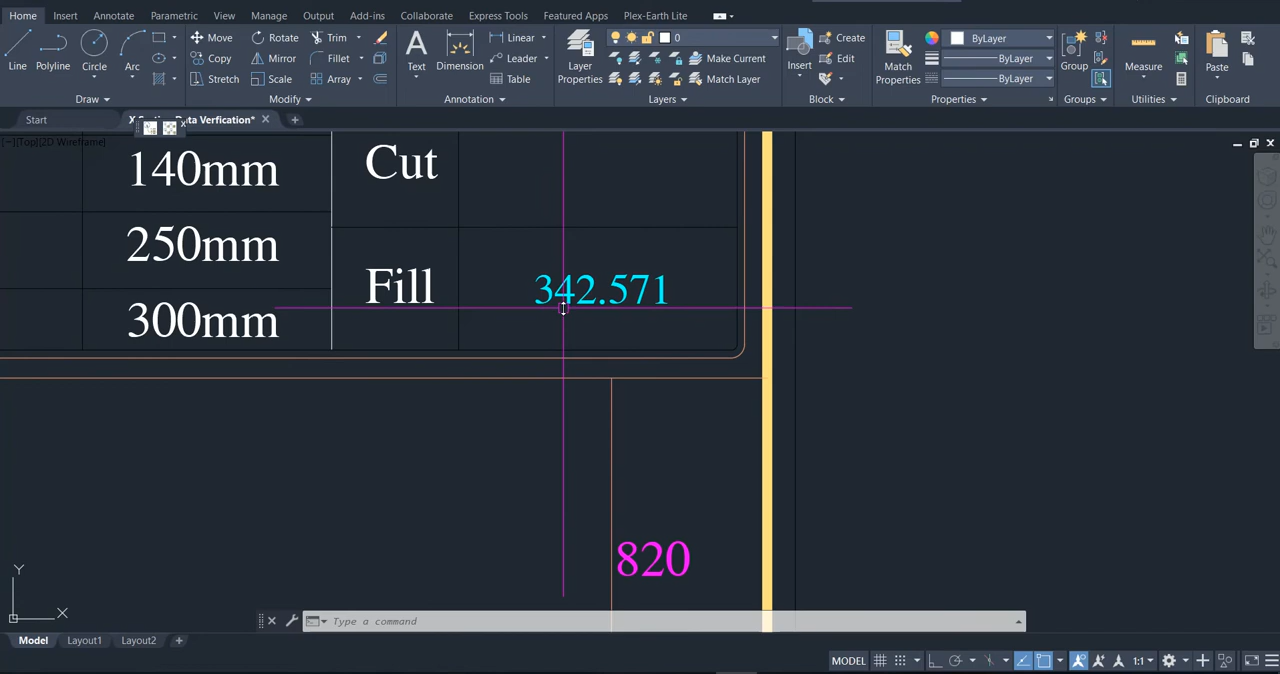 Home Insert Annotate Parametric View Manage Output Add-ins Collaborate Express Tools Featured Apps Plex-Earth Lite
Line Polyline Circle Arc
Move Rotate Trim
Copy Mirror Fillet
Stretch Scale Array
Text Dimension
Linear
Leader
Table
Layer Properties
0
Make Current
Match Layer
Insert
Create
Edit
Match Properties
ByLayer
ByLayer
ByLayer
Group
Measure
Paste
Draw Modify Annotation Layers Block Properties Groups Utilities Clipboard
Start
X Section Data Verfication*
[−][Top][2D Wireframe]
140mm Cut
250mm
Fill 342.571
300mm
820
Y
X
Type a command
Model Layout1 Layout2
MODEL 1:1